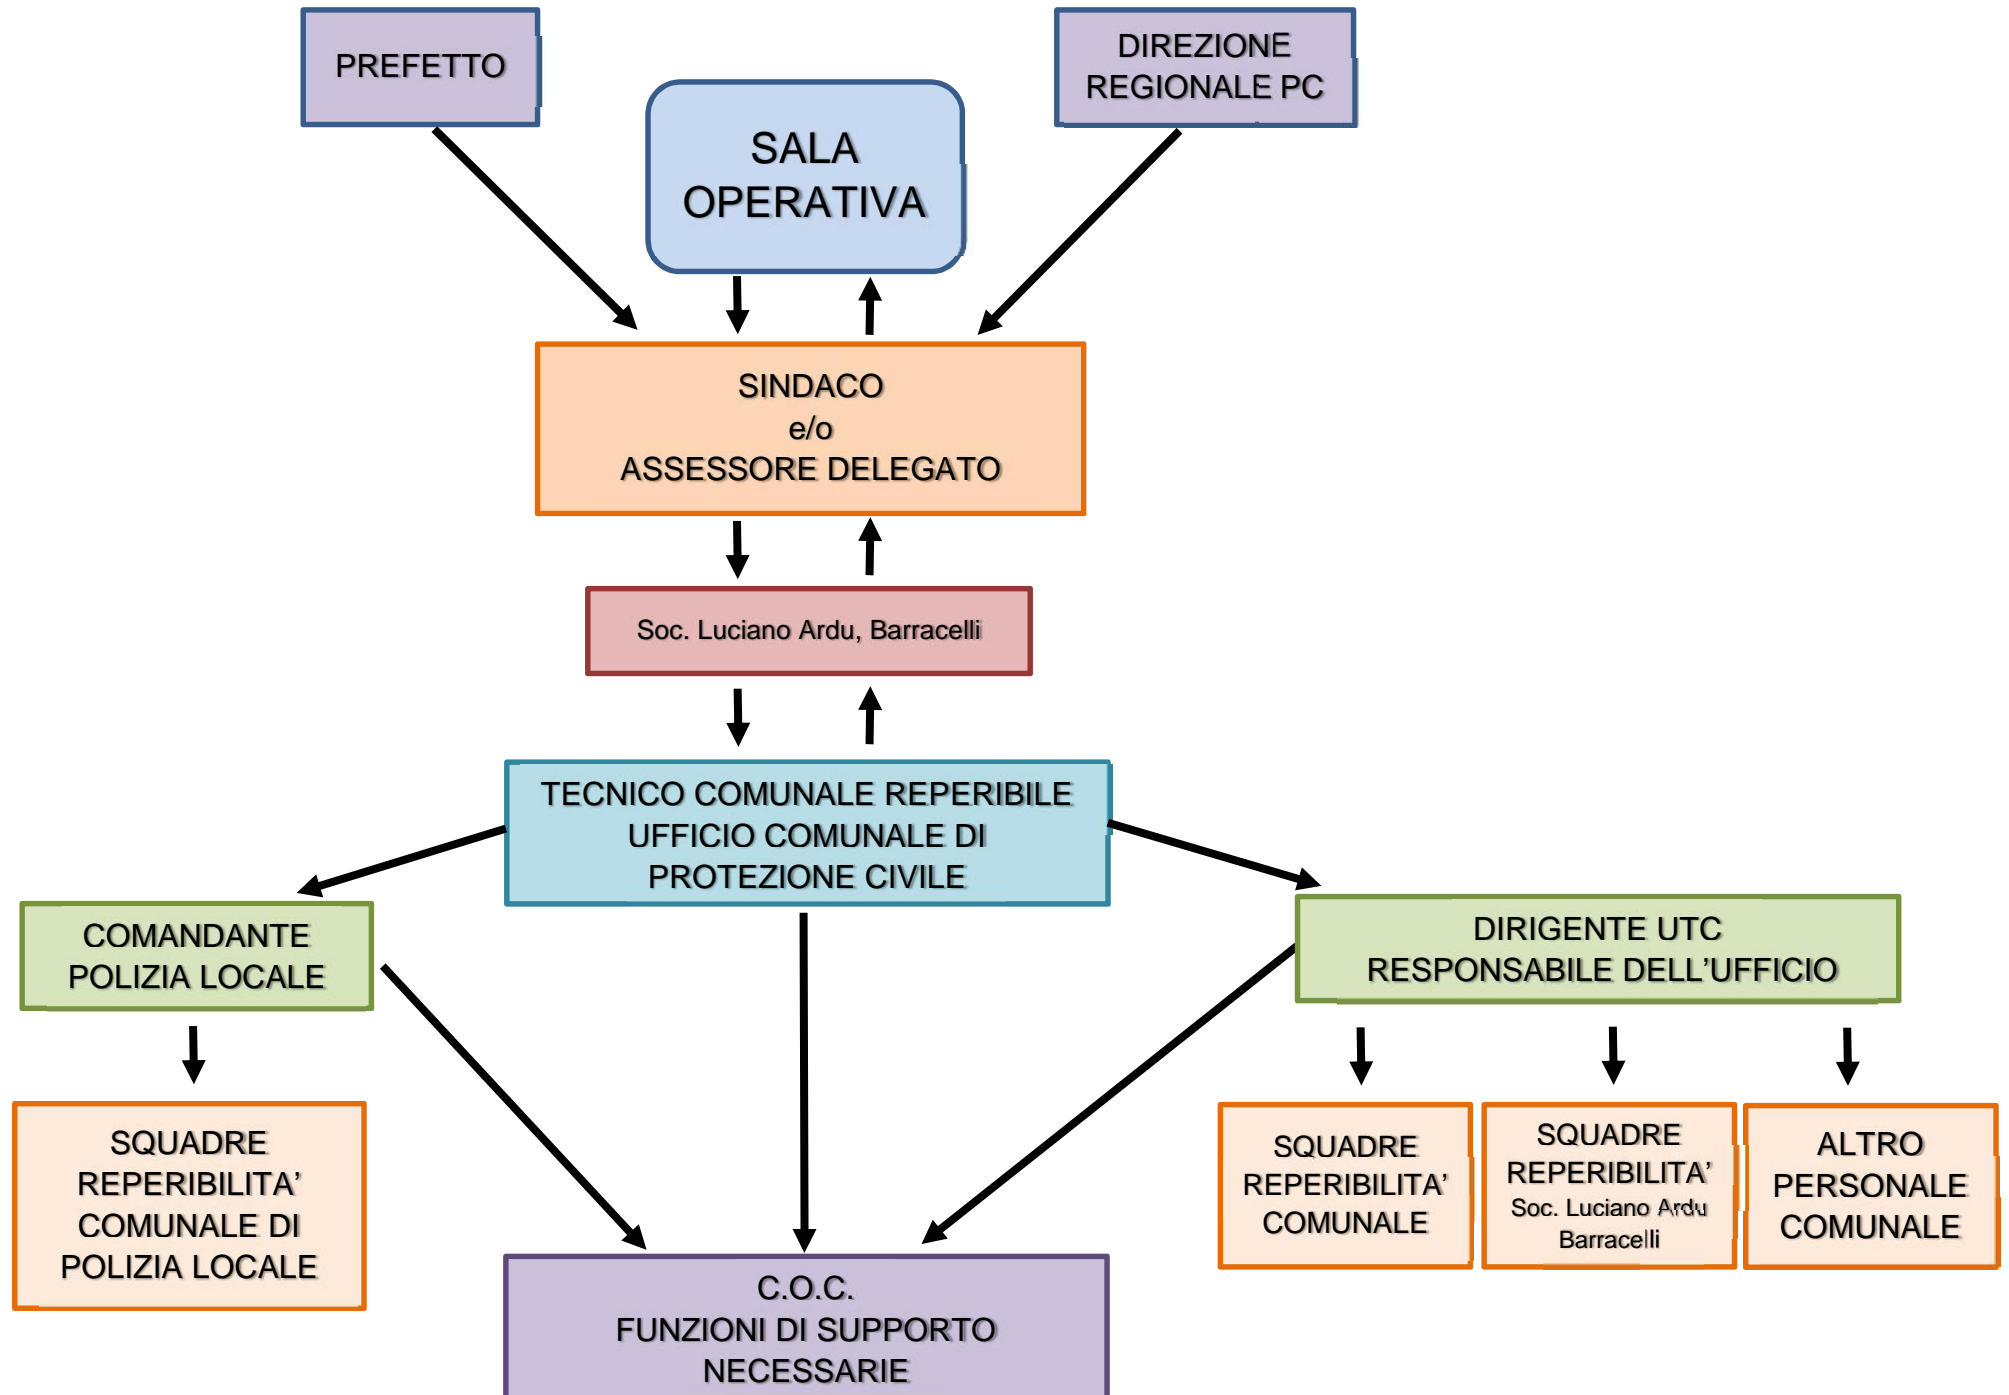 PREFETTO
DIREZIONE
REGIONALE PC
SALA
OPERATIVA
SINDACO
e/o
ASSESSORE DELEGATO
Soc. Luciano Ardu, Barracelli
TECNICO COMUNALE REPERIBILE
UFFICIO COMUNALE DI
PROTEZIONE CIVILE
COMANDANTE
POLIZIA LOCALE
DIRIGENTE UTC
RESPONSABILE DELL’UFFICIO
SQUADRE
REPERIBILITA’
COMUNALE DI
POLIZIA LOCALE
SQUADRE
REPERIBILITA’
COMUNALE
SQUADRE
REPERIBILITA’
Soc. Luciano Ardu
Barracelli
ALTRO
PERSONALE
COMUNALE
C.O.C.
FUNZIONI DI SUPPORTO
NECESSARIE